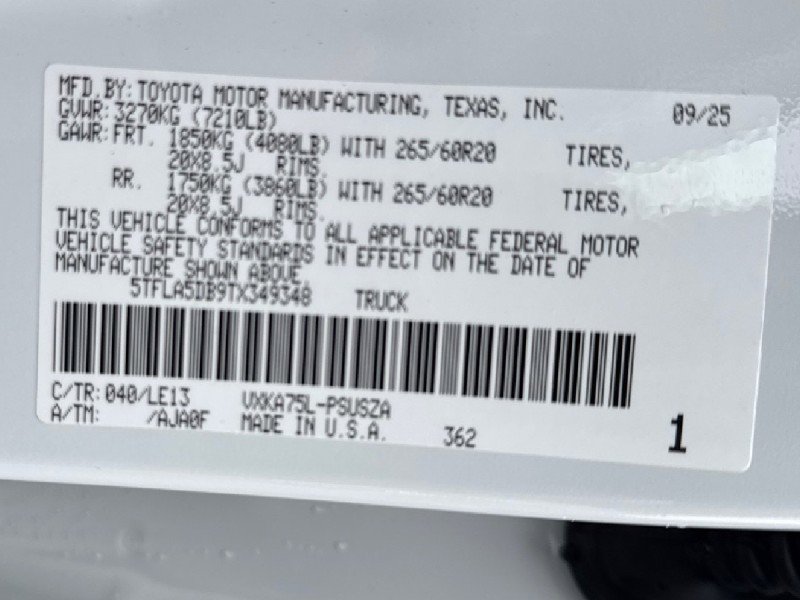 MFD.BY: TOYOTA MOTOR MANUFACTURING, TEXAS, INC. 09/25
GVWR: 3270KG (7210LB)
GAWR: FRT. 1850KG (4080LB) WITH 265/60R20 TIRES,
20X8.5J RIMS.
RR. 1750KG (3860LB) WITH 265/60R20 TIRES,
20X8.5J RIMS.
THIS VEHICLE CONFORMS TO ALL APPLICABLE FEDERAL MOTOR
VEHICLE SAFETY STANDARDS IN EFFECT ON THE DATE OF
MANUFACTURE SHOWN ABOVE.
5TFLA5DB9TX349348 TRUCK
C/TR: 040/LE13 VXKA75L-PSUSZA
A/TM: /AJA0F MADE IN U.S.A. 362 1